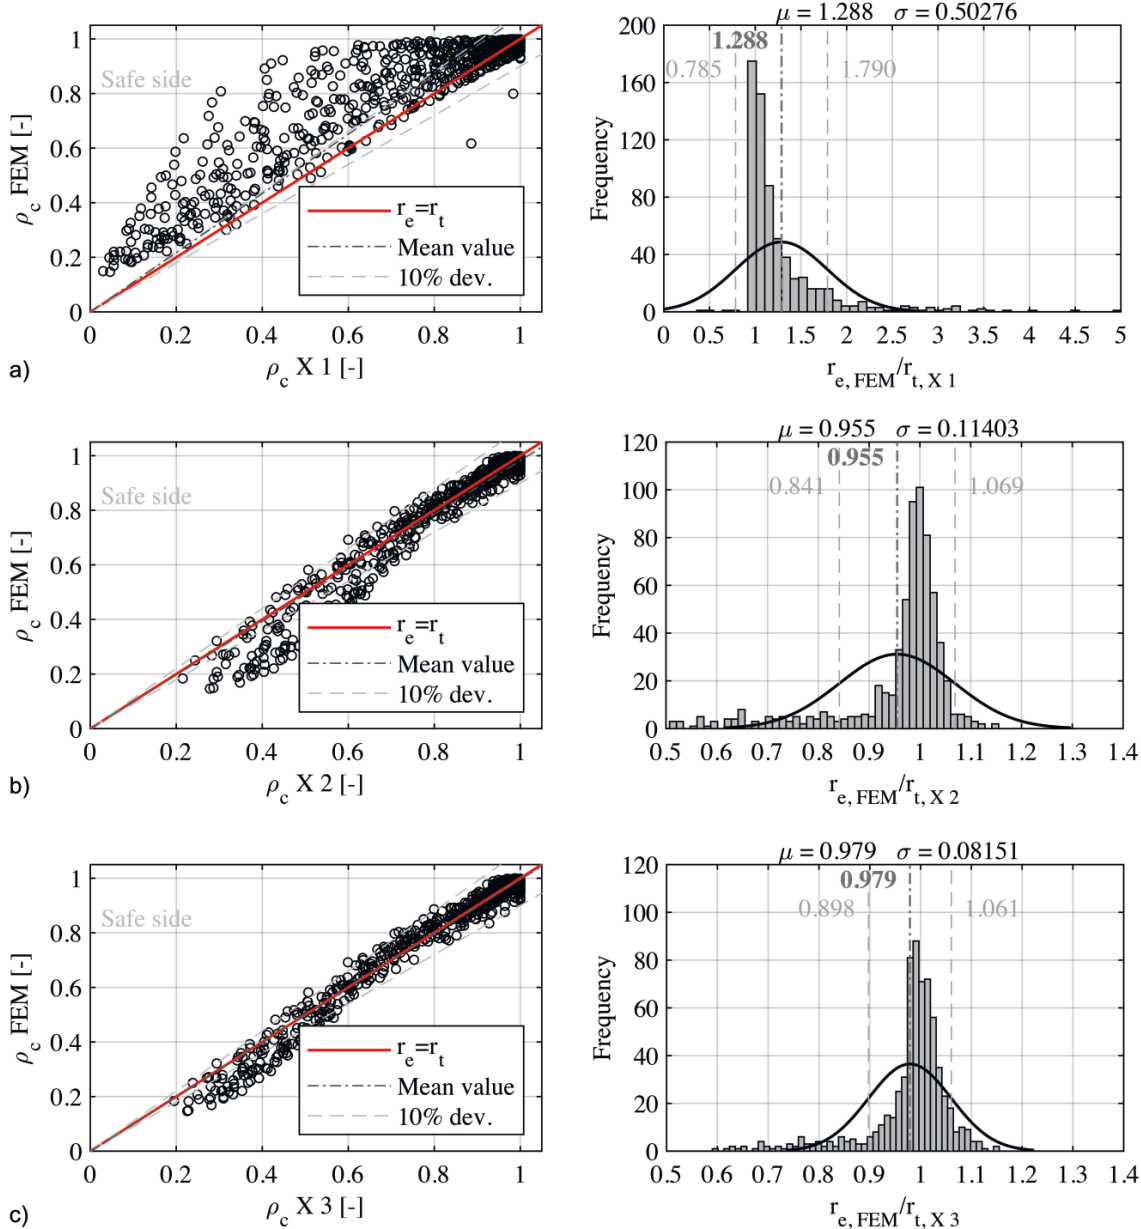 μ = 1.288 σ = 0.50276
1
0.8
0.6
0.4
0.2
0
ρc FEM [-]
Safe side
re=rt
Mean value
10% dev.
0 0.2 0.4 0.6 0.8 1
ρc X 1 [-]
a)
200
160
120
80
40
0
Frequency
1.288
0.785 1.790
0 0.5 1 1.5 2 2.5 3 3.5 4 4.5 5
re, FEM/rt, X 1
μ = 0.955 σ = 0.11403
1
0.8
0.6
0.4
0.2
0
ρc FEM [-]
Safe side
re=rt
Mean value
10% dev.
0 0.2 0.4 0.6 0.8 1
ρc X 2 [-]
b)
120
100
80
60
40
20
0
Frequency
0.955
0.841 1.069
0.5 0.6 0.7 0.8 0.9 1 1.1 1.2 1.3 1.4
re, FEM/rt, X 2
μ = 0.979 σ = 0.08151
1
0.8
0.6
0.4
0.2
0
ρc FEM [-]
Safe side
re=rt
Mean value
10% dev.
0 0.2 0.4 0.6 0.8 1
ρc X 3 [-]
c)
120
100
80
60
40
20
0
Frequency
0.979
0.898 1.061
0.5 0.6 0.7 0.8 0.9 1 1.1 1.2 1.3 1.4
re, FEM/rt, X 3